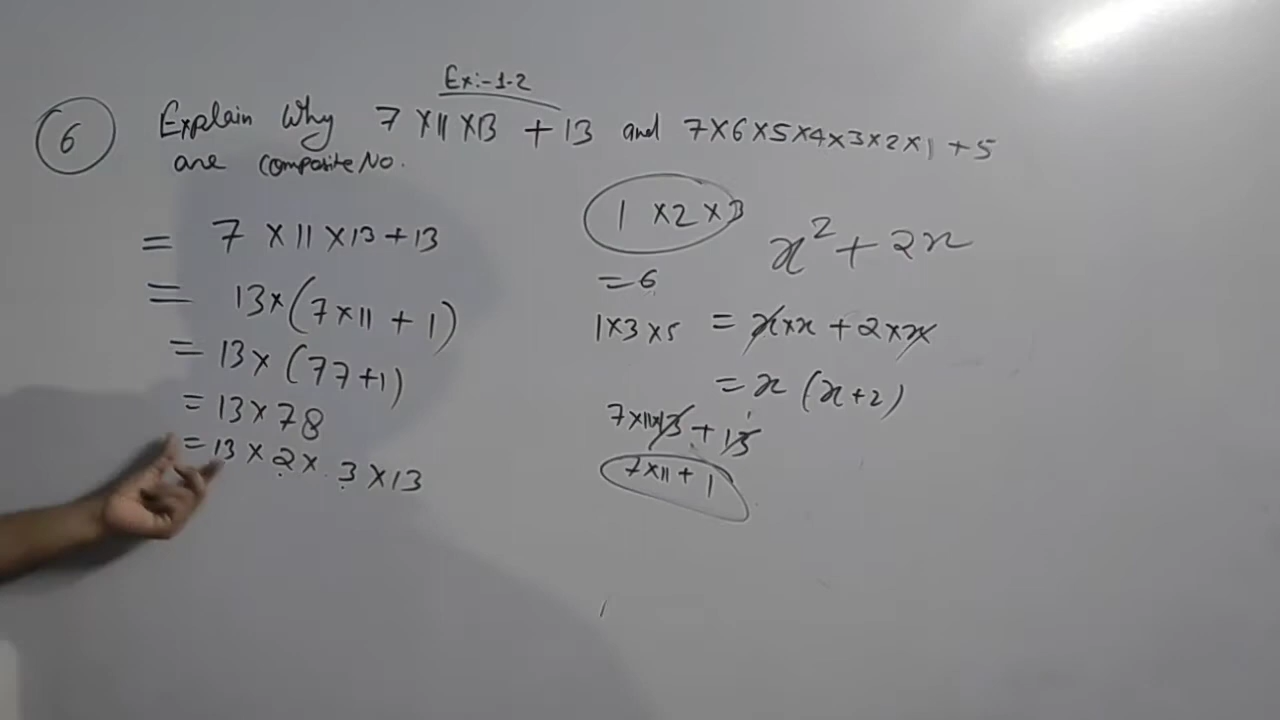 Ex:-1.2
6 Explain Why 7×11×13 + 13 and 7×6×5×4×3×2×1 + 5
are composite No.
= 7 × 11 × 13 + 13
= 13×(7×11 + 1)
= 13 × (77+1)
= 13 × 78
= 13 × 2 × 3 × 13
1 × 2 × 3
= 6
1×3×5
7×11×13 + 13 1
7×11 + 1
x² + 2x
= x×x + 2×x
= x (x+2)